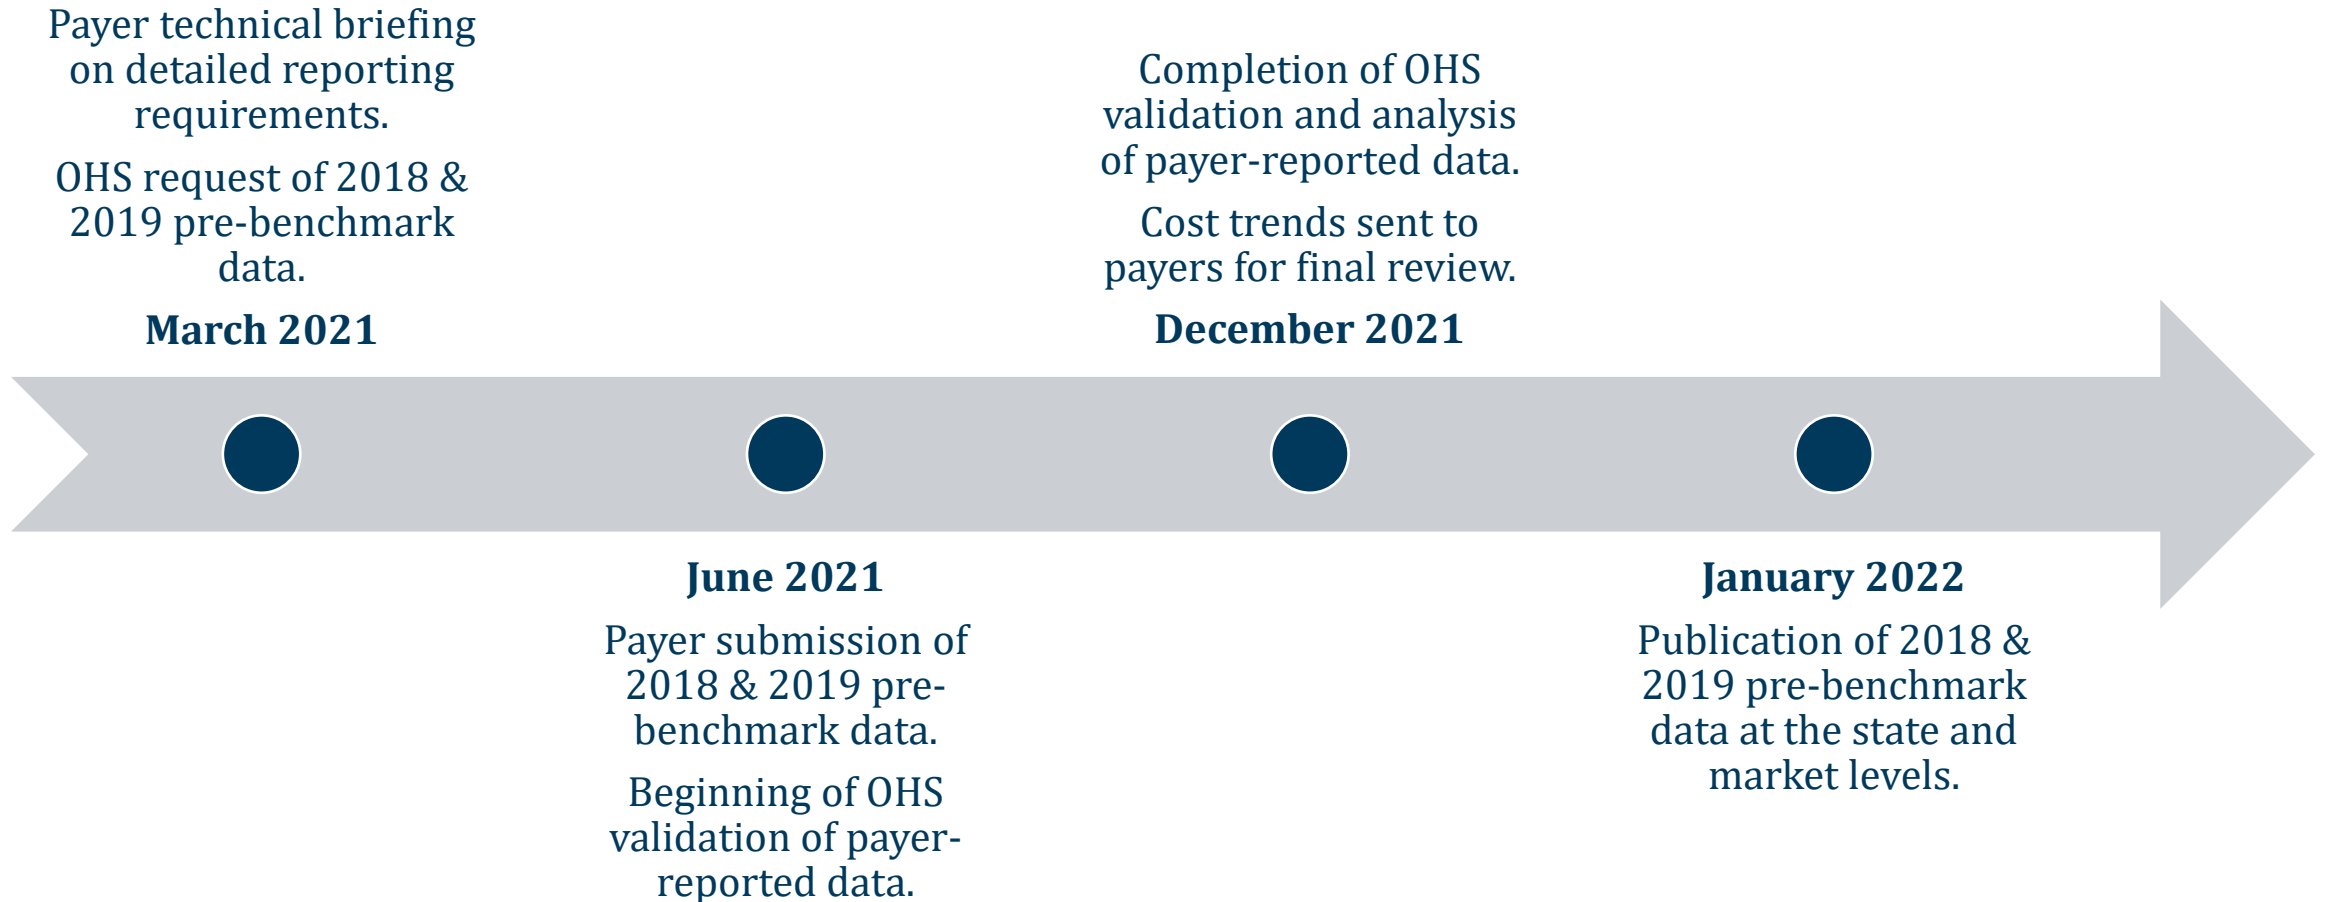 Payer technical briefing
on detailed reporting
requirements.
OHS request of 2018 &
2019 pre-benchmark
data.
March 2021
June 2021
Payer submission of
2018 & 2019 pre-
benchmark data.
Beginning of OHS
validation of payer-
reported data.
Completion of OHS
validation and analysis
of payer-reported data.
Cost trends sent to
payers for final review.
December 2021
January 2022
Publication of 2018 &
2019 pre-benchmark
data at the state and
market levels.